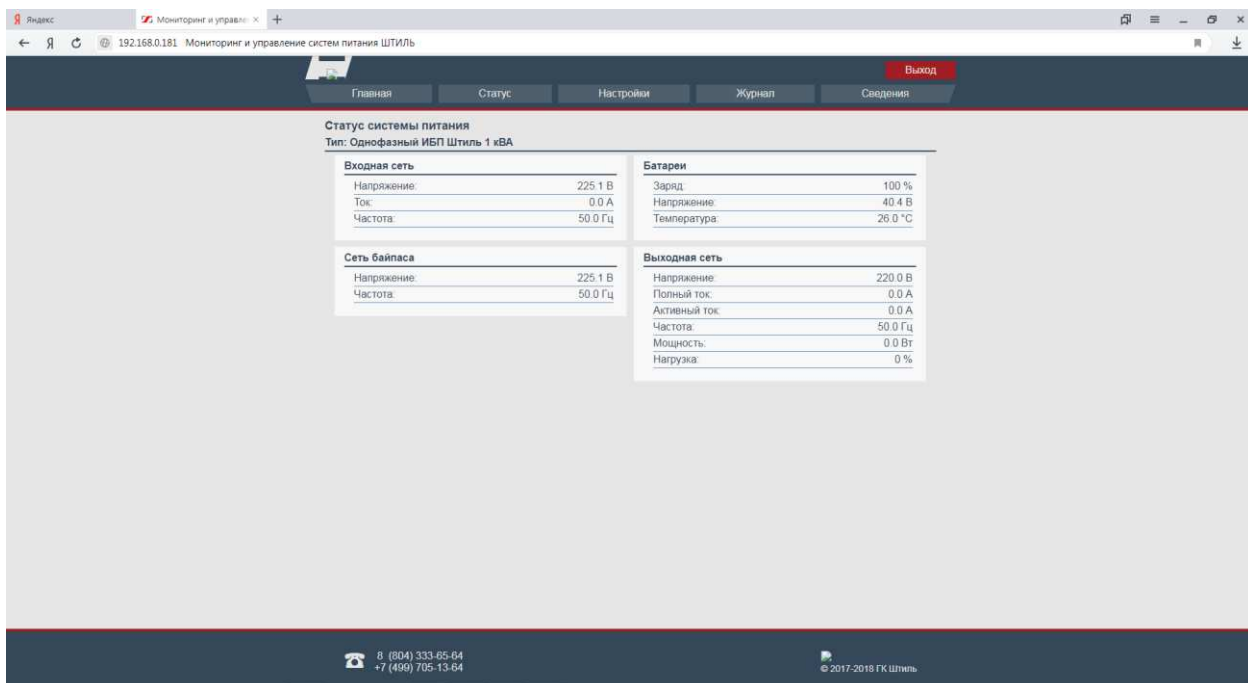 Я Яндекс
Мониторинг и управле
Я 192.168.0.181 Мониторинг и управление систем питания ШТИЛЬ
Выход
Главная Статус Настройки Журнал Сведения
Статус системы питания
Тип: Однофазный ИБП Штиль 1 кВА
Входная сеть
Напряжение: 225.1 В
Ток: 0.0 А
Частота: 50.0 Гц
Батареи
Заряд: 100 %
Напряжение: 40.4 В
Температура: 26.0 °C
Сеть байпаса
Напряжение: 225.1 В
Частота: 50.0 Гц
Выходная сеть
Напряжение: 220.0 В
Полный ток: 0.0 А
Активный ток: 0.0 А
Частота: 50.0 Гц
Мощность: 0.0 Вт
Нагрузка: 0 %
8 (804) 333-65-64
+7 (499) 705-13-64
© 2017-2018 ГК Штиль